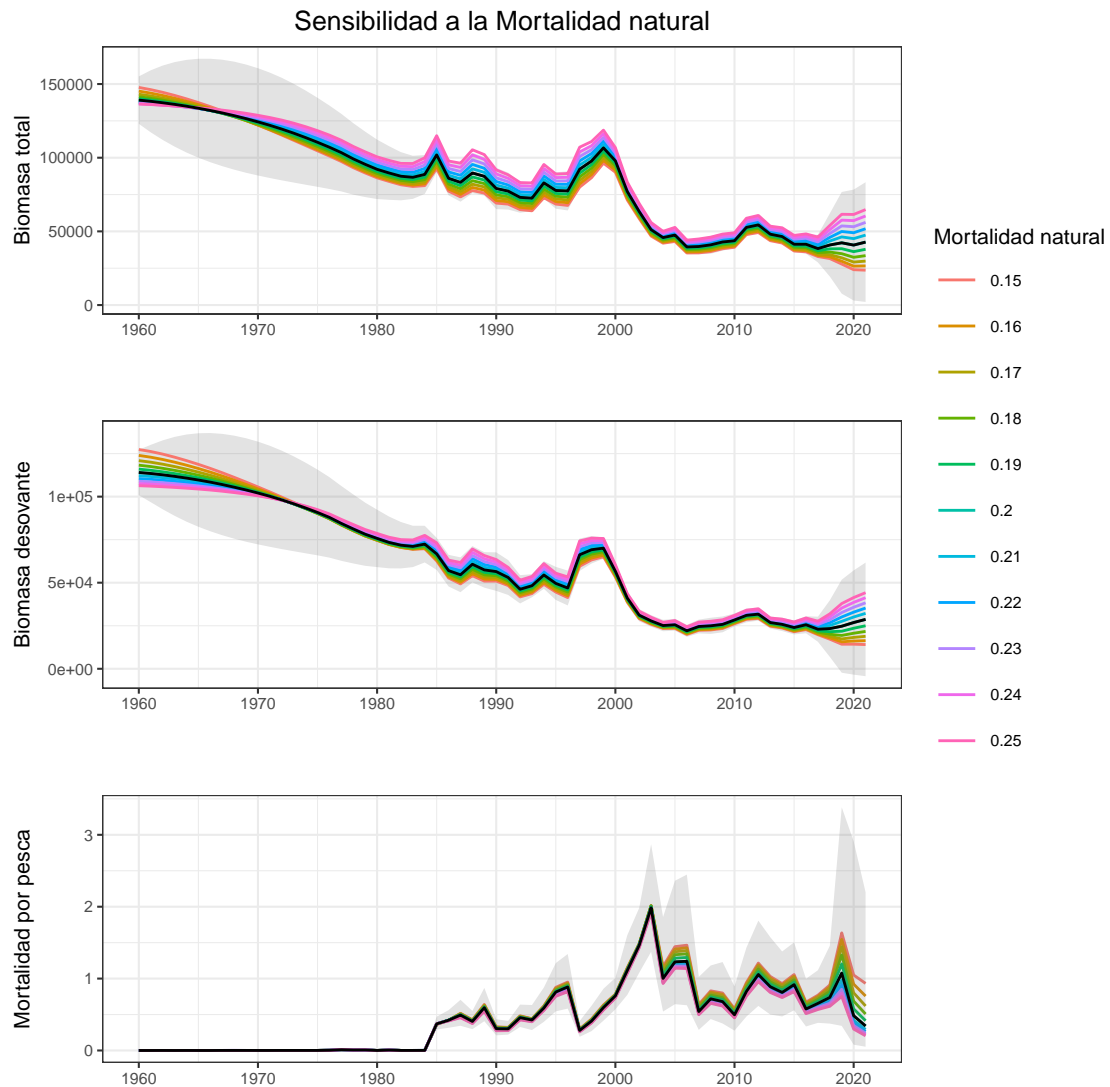 Sensibilidad a la Mortalidad natural
Biomasa total
150000
100000
50000
0
1960 1970 1980 1990 2000 2010 2020
Biomasa desovante
1e+05
5e+04
0e+00
1960 1970 1980 1990 2000 2010 2020
Mortalidad por pesca
3
2
1
0
1960 1970 1980 1990 2000 2010 2020
Mortalidad natural
0.15
0.16
0.17
0.18
0.19
0.2
0.21
0.22
0.23
0.24
0.25